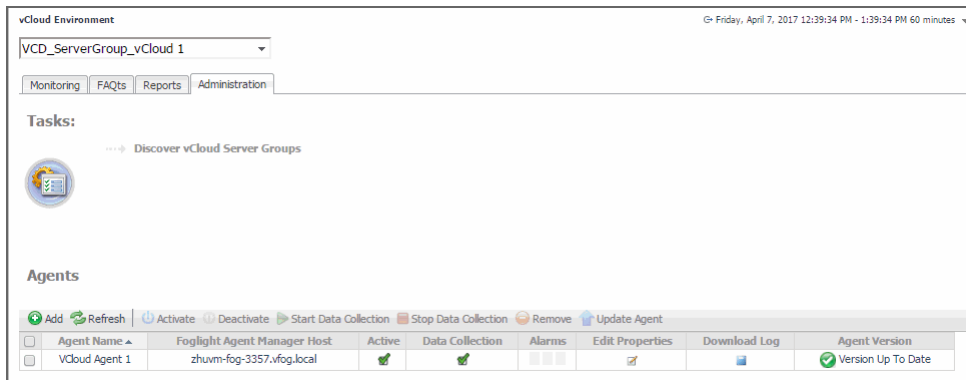 vCloud Environment
Friday, April 7, 2017 12:39:34 PM - 1:39:34 PM 60 minutes
VCD_ServerGroup_vCloud 1
Monitoring FAQts Reports Administration
Tasks:
Discover vCloud Server Groups
Agents
Add Refresh Activate Deactivate Start Data Collection Stop Data Collection Remove Update Agent
Agent Name Foglight Agent Manager Host Active Data Collection Alarms Edit Properties Download Log Agent Version
VCloud Agent 1 zhuvm-fog-3357.vfog.local Version Up To Date